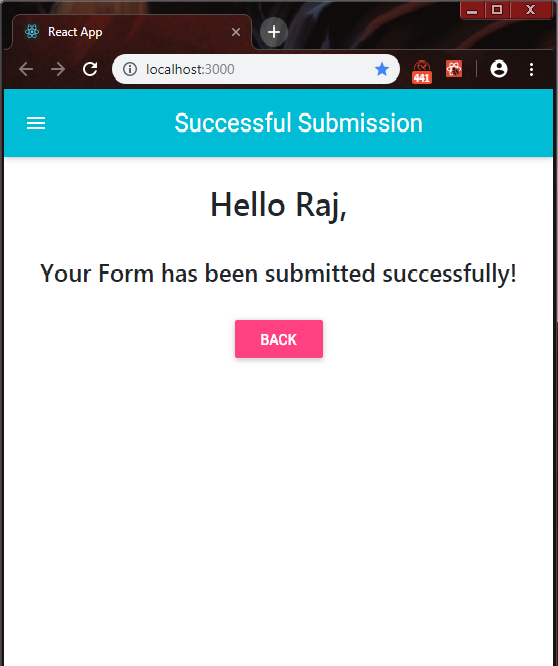 React App
localhost:3000
441
Successful Submission
Hello Raj,
Your Form has been submitted successfully!
BACK